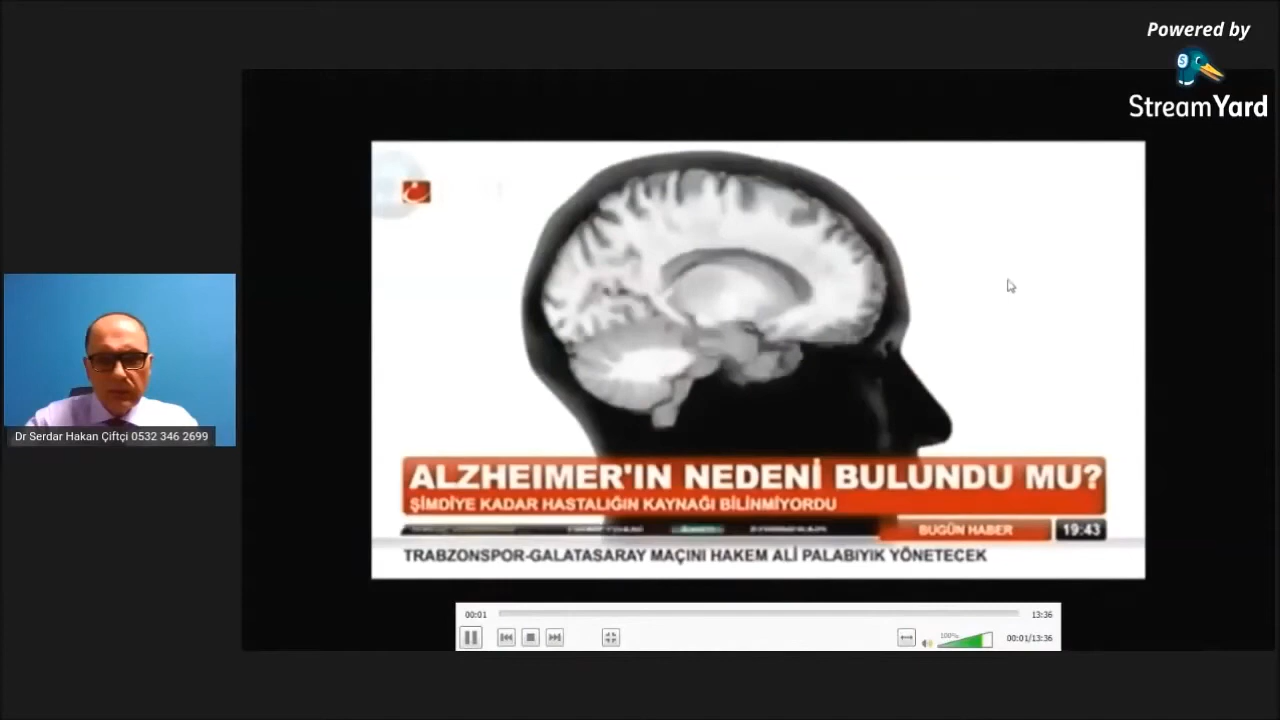 Powered by
StreamYard
ALZHEIMER'IN NEDENİ BULUNDU MU?
ŞİMDİYE KADAR HASTALIĞIN KAYNAĞI BİLİNMİYORDU
BUGÜN HABER 19:43
TRABZONSPOR-GALATASARAY MAÇINI HAKEM ALİ PALABIYIK YÖNETECEK
Dr Serdar Hakan Çiftçi 0532 346 2699
00:01 13:36
100% 00:01/13:36